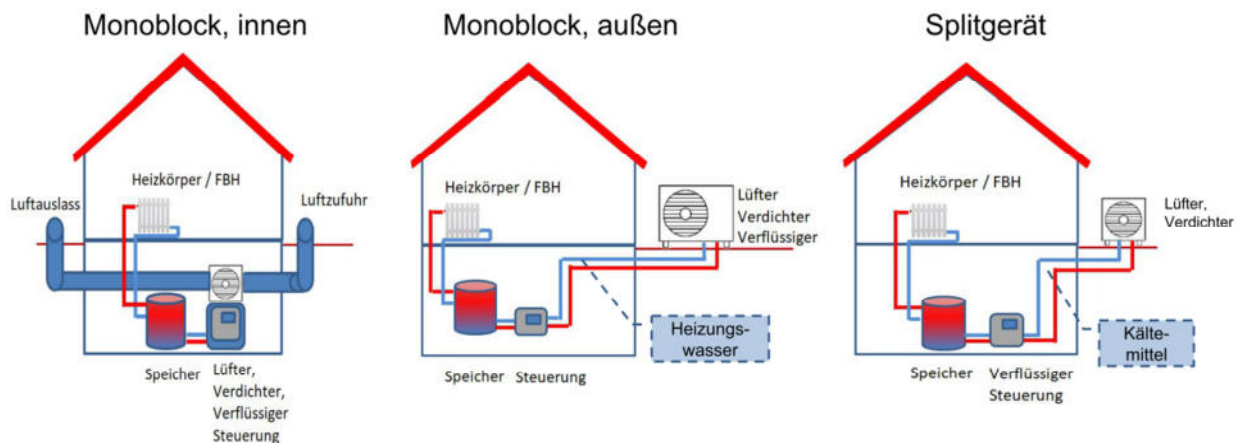 Monoblock, innen
Luftauslass
Heizkörper / FBH
Luftzufuhr
Speicher
Lüfter,
Verdichter,
Verflüssiger
Steuerung
Monoblock, außen
Heizkörper / FBH
Lüfter
Verdichter
Verflüssiger
Heizungs-
wasser
Speicher
Steuerung
Splitgerät
Heizkörper / FBH
Lüfter,
Verdichter
Kälte-
mittel
Speicher
Verflüssiger
Steuerung